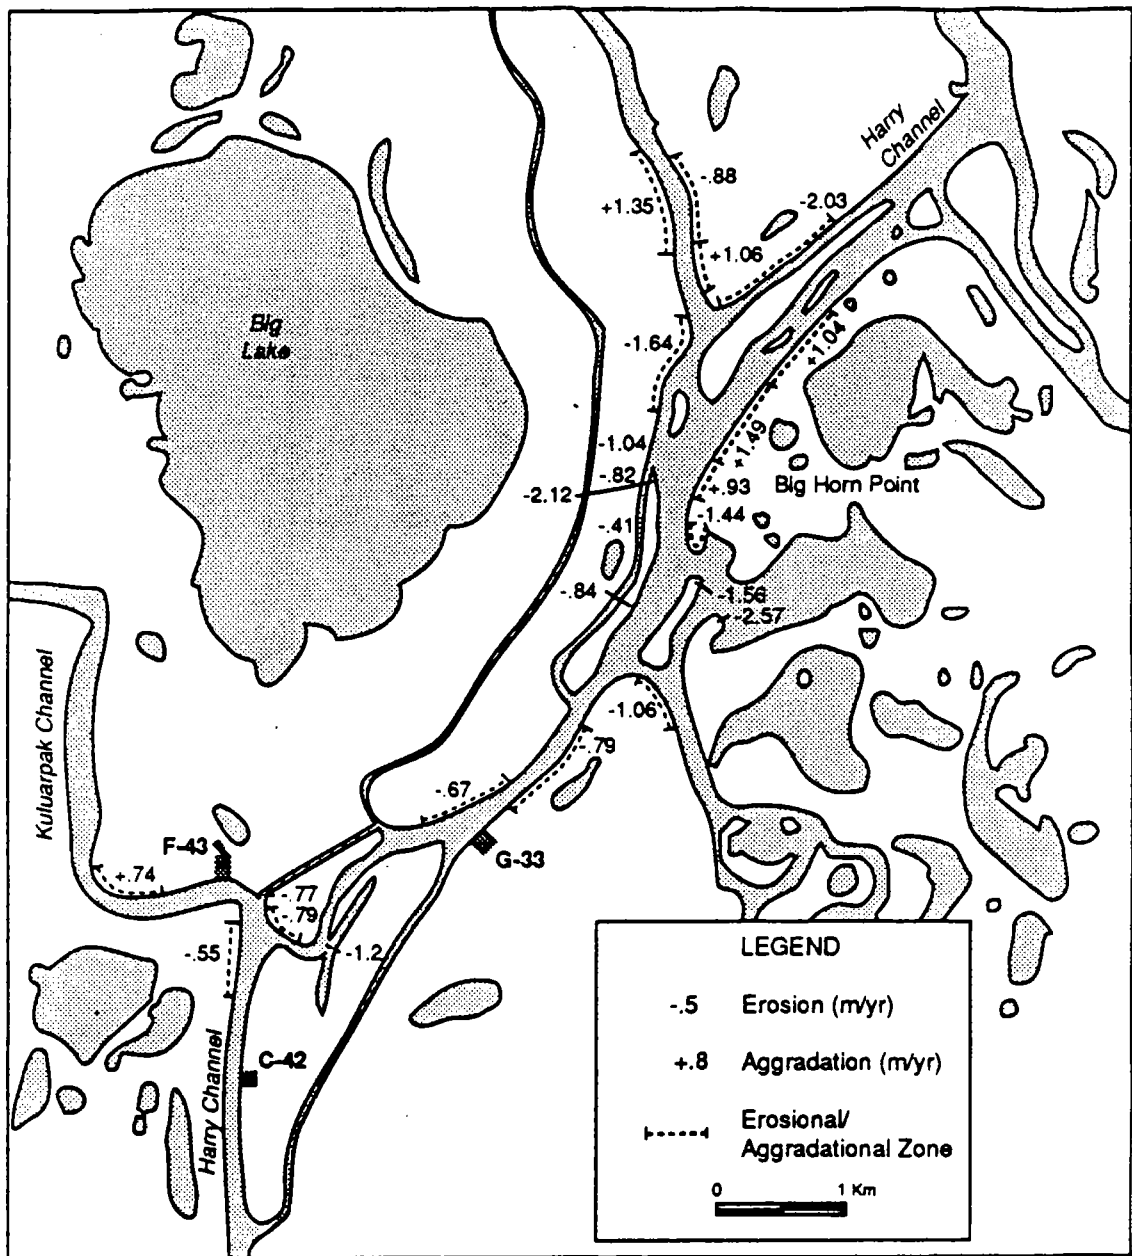 Harry
Channel
-.88
-2.03
+1.35
+1.06
Big
Lake
-1.64
+1.04
-1.04
+1.49
-.82
-2.12
+.93
Big Horn Point
-1.44
-.41
-.84
-1.56
-2.57
Kuluarpak Channel
-1.06
-.79
-.67
F-43
G-33
+.74
-.77
-.79
-.55
-1.2
C-42
Harry Channel
LEGEND
-.5 Erosion (m/yr)
+.8 Aggradation (m/yr)
Erosional/
Aggradational Zone
0 1 Km